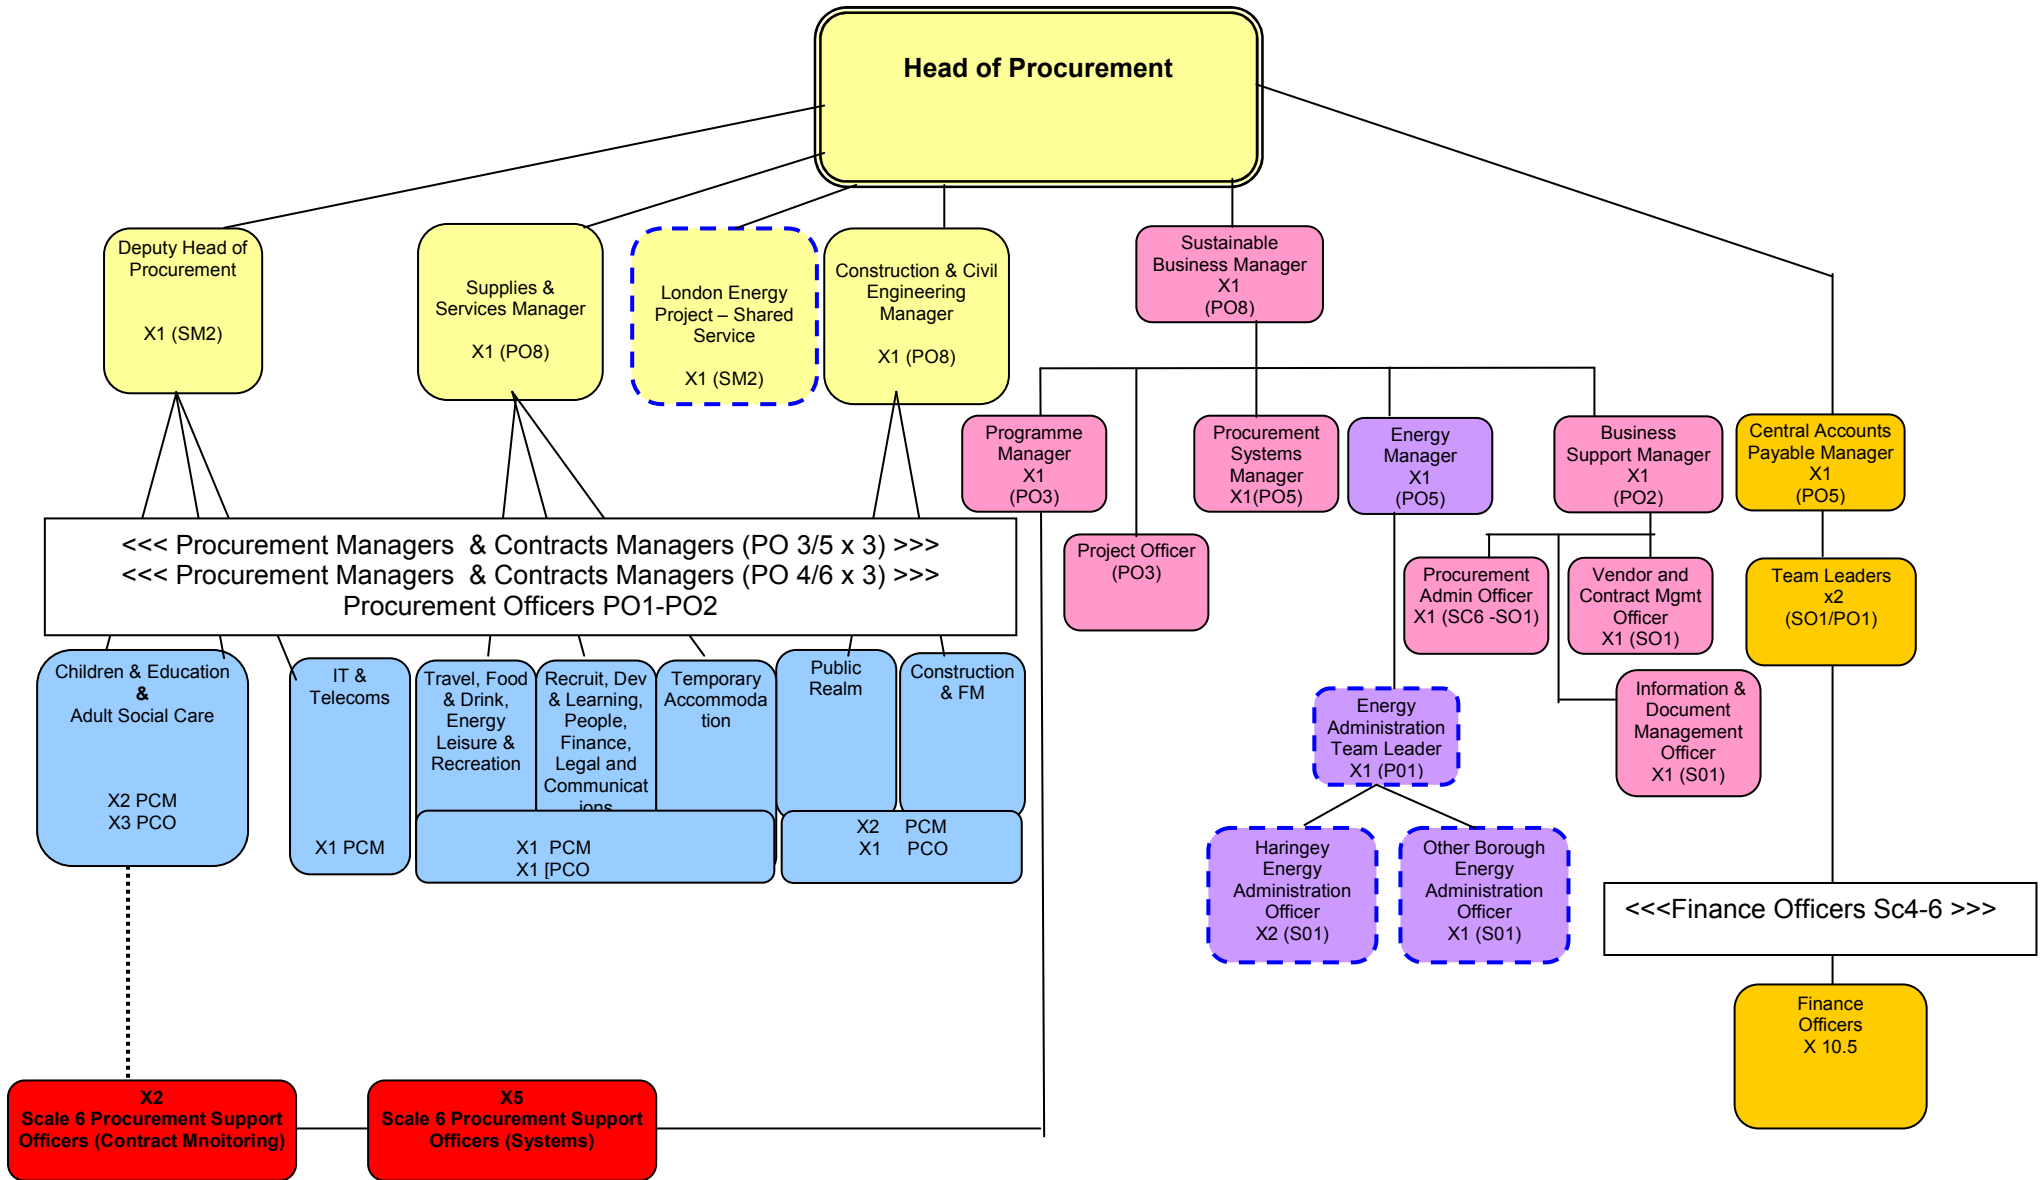 Head of Procurement
Deputy Head of
Procurement
X1 (SM2)
Supplies &
Services Manager
X1 (PO8)
London Energy
Project – Shared
Service
X1 (SM2)
Construction & Civil
Engineering
Manager
X1 (PO8)
Sustainable
Business Manager
X1
(PO8)
Programme
Manager
X1
(PO3)
Procurement
Systems
Manager
X1(PO5)
Energy
Manager
X1
(PO5)
Business
Support Manager
X1
(PO2)
Central Accounts
Payable Manager
X1
(PO5)
<<< Procurement Managers  & Contracts Managers (PO 3/5 x 3) >>>
<<< Procurement Managers  & Contracts Managers (PO 4/6 x 3) >>>
Procurement Officers PO1-PO2
Project Officer
(PO3)
Procurement
Admin Officer
X1 (SC6 -SO1)
Vendor and
Contract Mgmt
Officer
X1 (SO1)
Team Leaders
x2
(SO1/PO1)
Children & Education
&
Adult Social Care
X2 PCM
X3 PCO
IT &
Telecoms
X1 PCM
Travel, Food
& Drink,
Energy
Leisure &
Recreation
Recruit, Dev
& Learning,
People,
Finance,
Legal and
Communicat
ions
Temporary
Accommoda
tion
X1  PCM
X1 [PCO
Public
Realm
Construction
& FM
X2  PCM
X1  PCO
Energy
Administration
Team Leader
X1 (P01)
Information &
Document
Management
Officer
X1 (S01)
Haringey
Energy
Administration
Officer
X2 (S01)
Other Borough
Energy
Administration
Officer
X1 (S01)
<<<Finance Officers Sc4-6 >>>
Finance
Officers
X 10.5
X2
Scale 6 Procurement Support
Officers (Contract Mnoitoring)
X5
Scale 6 Procurement Support
Officers (Systems)